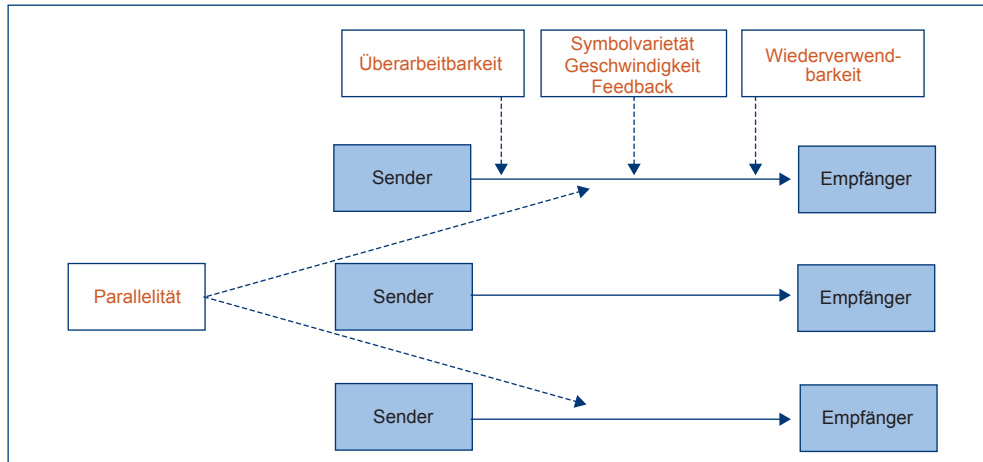 Überarbeitbarkeit
Symbolvarietät
Geschwindigkeit
Feedback
Wiederverwend-
barkeit
Sender
Empfänger
Parallelität
Sender
Empfänger
Sender
Empfänger